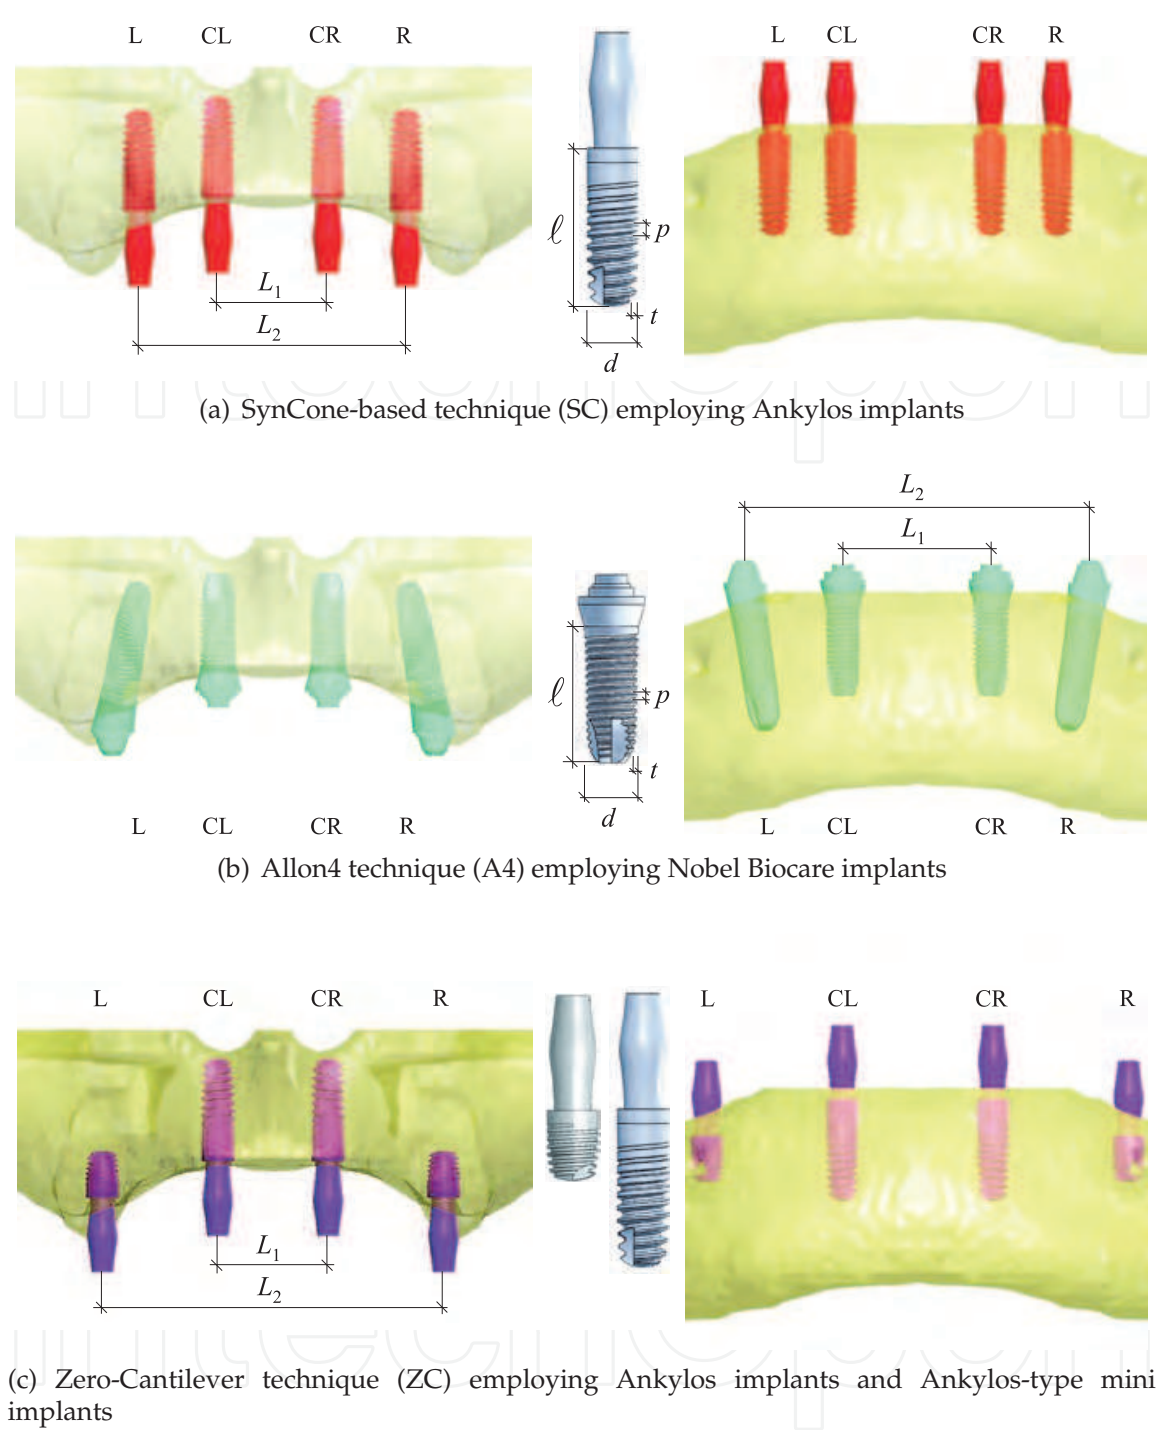 L CL CR R
L CL CR R
ℓ
p
t
d
L₁
L₂
(a) SynCone-based technique (SC) employing Ankylos implants
L₂
L₁
ℓ
p
t
d
L CL CR R
L CL CR R
(b) Allon4 technique (A4) employing Nobel Biocare implants
L CL CR R
L CL CR R
L₁
L₂
(c) Zero-Cantilever technique (ZC) employing Ankylos implants and Ankylos-type mini
implants